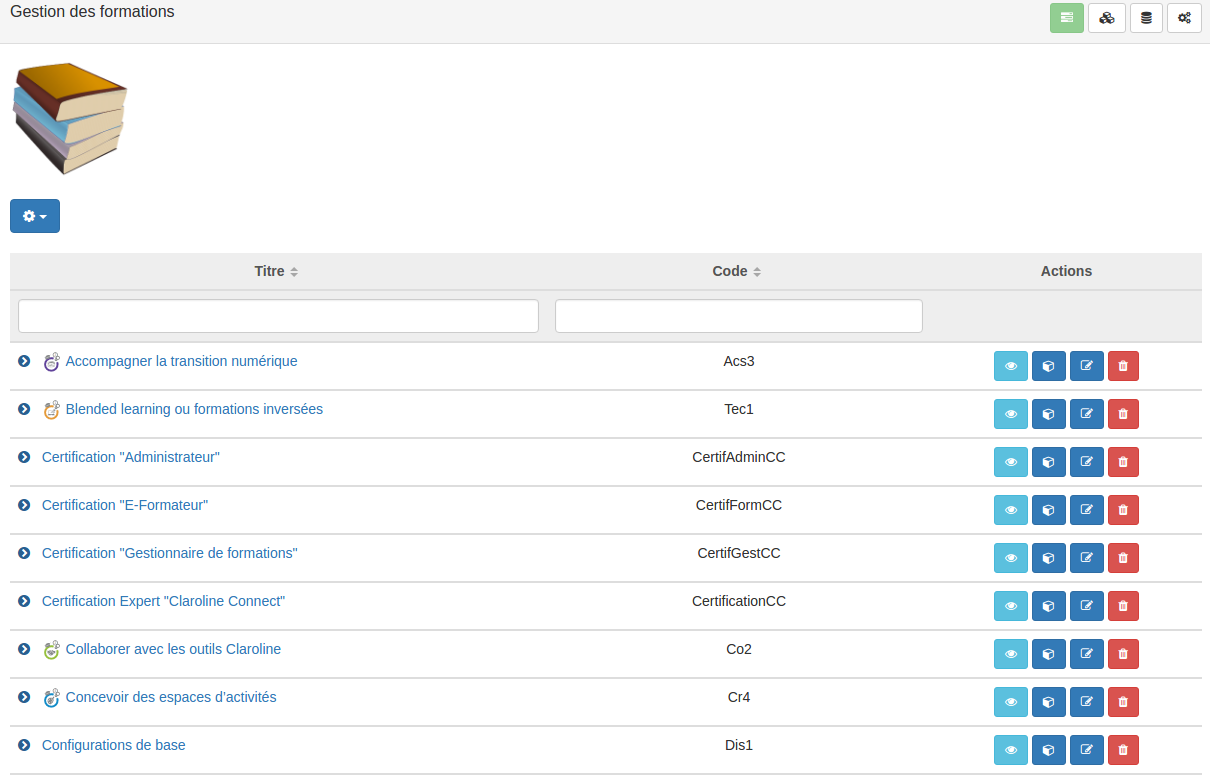 Gestion des formations
Titre Code Actions
Accompagner la transition numérique Acs3
Blended learning ou formations inversées Tec1
Certification "Administrateur" CertifAdminCC
Certification "E-Formateur" CertifFormCC
Certification "Gestionnaire de formations" CertifGestCC
Certification Expert "Claroline Connect" CertificationCC
Collaborer avec les outils Claroline Co2
Concevoir des espaces d'activités Cr4
Configurations de base Dis1